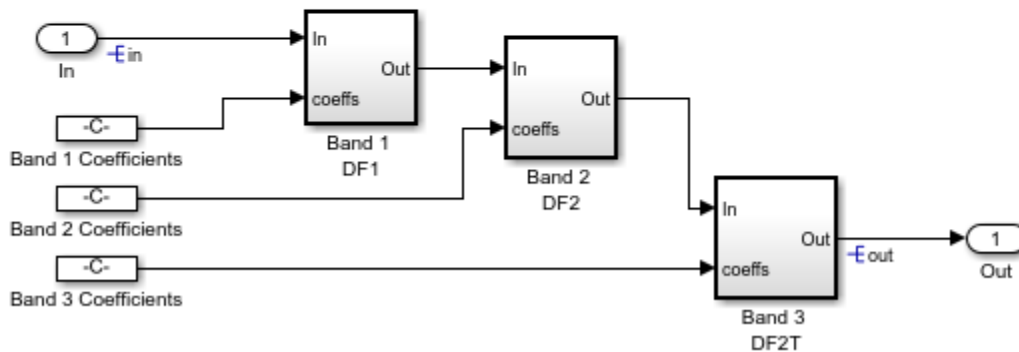 1
In
in
In
Out
coeffs
Band 1
DF1
-C-
Band 1 Coefficients
In
Out
coeffs
Band 2
DF2
-C-
Band 2 Coefficients
In
Out
coeffs
Band 3
DF2T
-C-
Band 3 Coefficients
out
1
Out